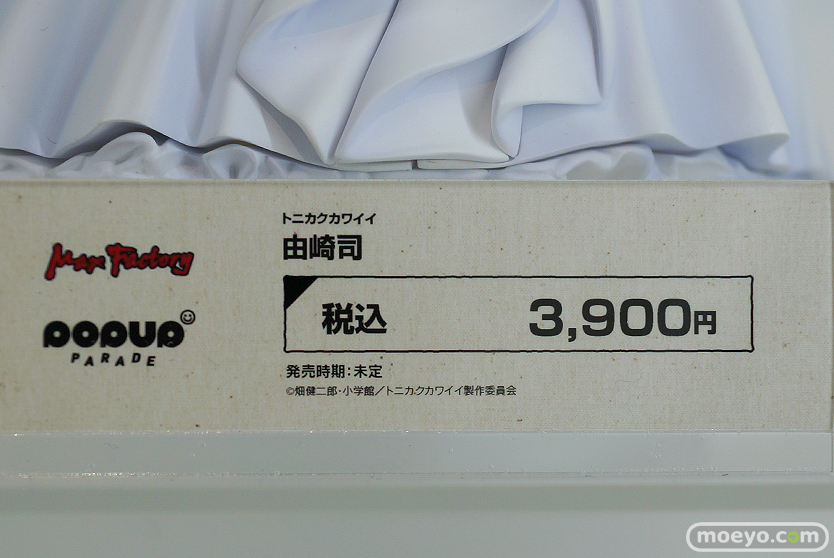 トニカクカワイイ
由崎司
Max Factory
税込 3,900円
POPUP
PARADE
発売時期:未定
©畑健二郎・小学館／トニカクカワイイ製作委員会
moeyo.com